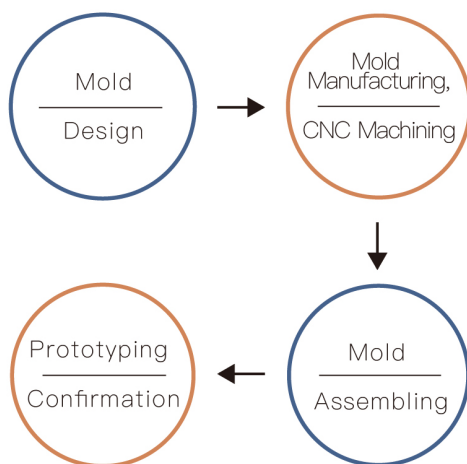 Mold
Design
Mold
Manufacturing,
CNC Machining
Mold
Assembling
Prototyping
Confirmation